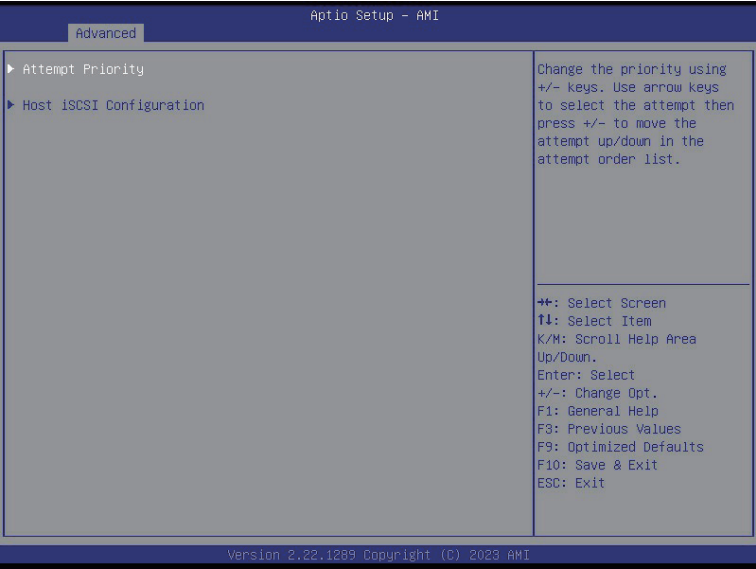 Aptio Setup – AMI
Advanced
▶ Attempt Priority
▶ Host iSCSI Configuration
Change the priority using
+/- keys. Use arrow keys
to select the attempt then
press +/- to move the
attempt up/down in the
attempt order list.
→←: Select Screen
↑↓: Select Item
K/M: Scroll Help Area
Up/Down.
Enter: Select
+/-: Change Opt.
F1: General Help
F3: Previous Values
F9: Optimized Defaults
F10: Save & Exit
ESC: Exit
Version 2.22.1289 Copyright (C) 2023 AMI